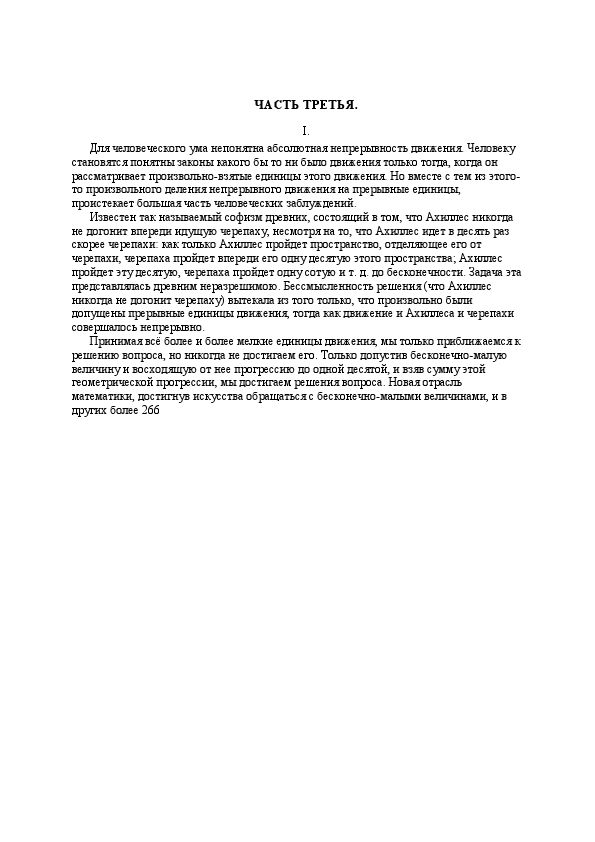 ЧАСТЬ ТРЕТЬЯ.
I.
Для человеческого ума непонятна абсолютная непрерывность движения. Человеку
становятся понятны законы какого бы то ни было движения только тогда, когда он
рассматривает произвольно-взятые единицы этого движения. Но вместе с тем из этого-
то произвольного деления непрерывного движения на прерывные единицы,
проистекает большая часть человеческих заблуждений.
Известен так называемый софизм древних, состоящий в том, что Ахиллес никогда
не догонит впереди идущую черепаху, несмотря на то, что Ахиллес идет в десять раз
скорее черепахи: как только Ахиллес пройдет пространство, отделяющее его от
черепахи, черепаха пройдет впереди его одну десятую этого пространства; Ахиллес
пройдет эту десятую, черепаха пройдет одну сотую и т. д. до бесконечности. Задача эта
представлялась древним неразрешимою. Бессмысленность решения (что Ахиллес
никогда не догонит черепаху) вытекала из того только, что произвольно были
допущены прерывные единицы движения, тогда как движение и Ахиллеса и черепахи
совершалось непрерывно.
Принимая всё более и более мелкие единицы движения, мы только приближаемся к
решению вопроса, но никогда не достигаем его. Только допустив бесконечно-малую
величину и восходящую от нее прогрессию до одной десятой, и взяв сумму этой
геометрической прогрессии, мы достигаем решения вопроса. Новая отрасль
математики, достигнув искусства обращаться с бесконечно-малыми величинами, и в
других более 266